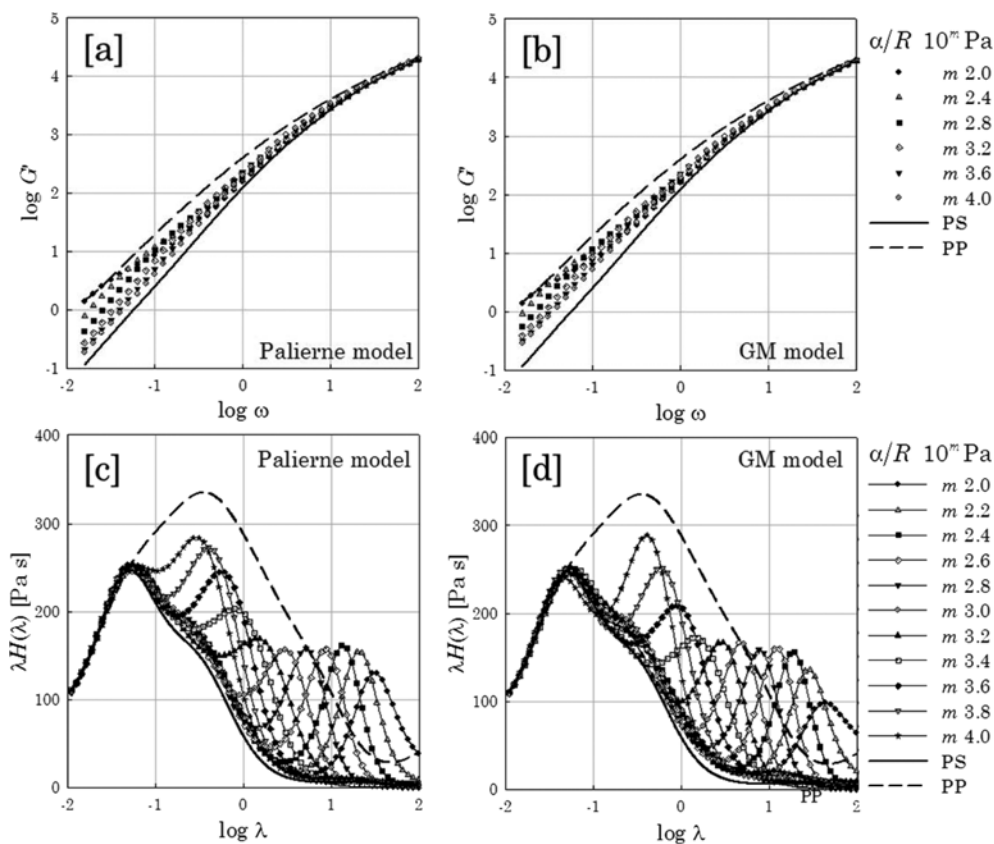 [a]
Palierne model
log G'
5
4
3
2
1
0
-1
-2
-1
0
1
2
log ω
[b]
GM model
log G'
5
4
3
2
1
0
-1
-2
-1
0
1
2
log ω
α/R 10^m Pa
m 2.0
m 2.4
m 2.8
m 3.2
m 3.6
m 4.0
PS
PP
[c]
Palierne model
λH(λ) [Pa s]
400
300
200
100
0
-2
-1
0
1
2
log λ
[d]
GM model
λH(λ) [Pa s]
400
300
200
100
0
-2
-1
0
1
2
log λ
PP
α/R 10^m Pa
m 2.0
m 2.2
m 2.4
m 2.6
m 2.8
m 3.0
m 3.2
m 3.4
m 3.6
m 3.8
m 4.0
PS
PP